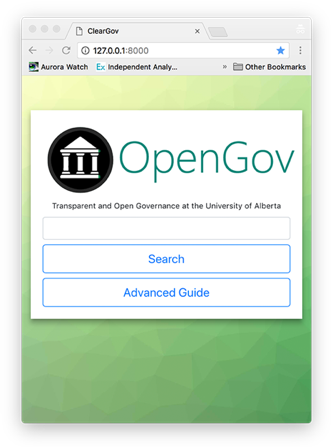 ClearGov
127.0.0.1:8000
Aurora Watch
Ex Independent Analy...
» Other Bookmarks
OpenGov
Transparent and Open Governance at the University of Alberta
Search
Advanced Guide